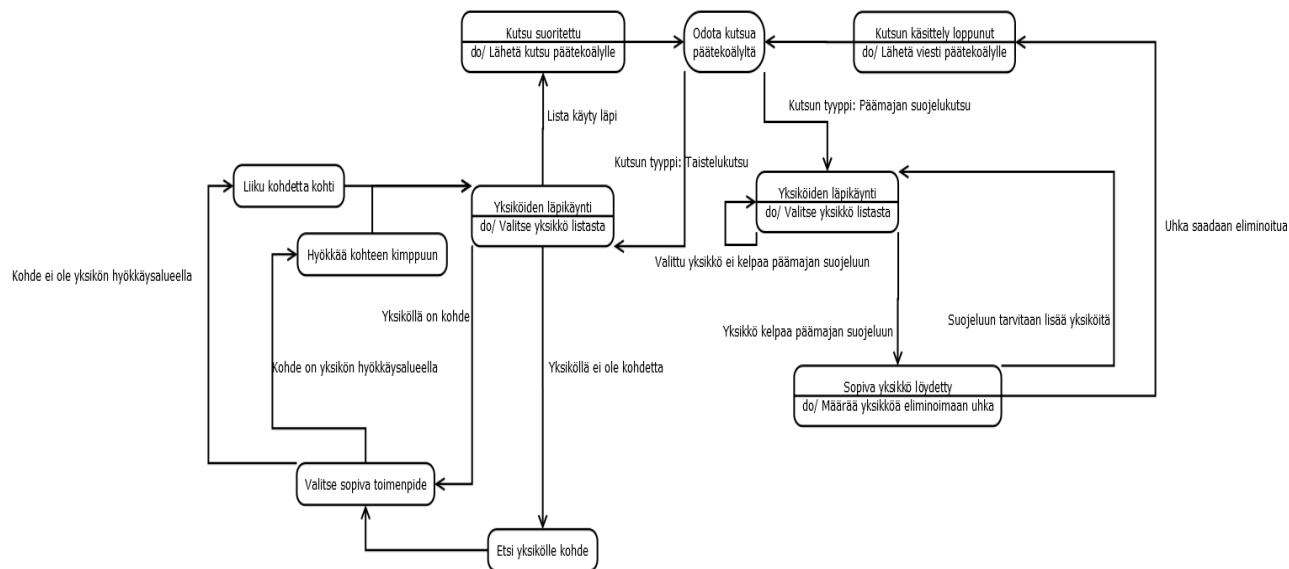 Kutsu suoritettu
do/ Lähetä kutsu päätekoälylle
Odota kutsua
päätekoälyltä
Kutsun käsittely loppunut
do/ Lähetä viesti päätekoälylle
Lista käyty läpi
Kutsun tyyppi: Päämajan suojelukutsu
Kutsun tyyppi: Taistelukutsu
Liiku kohdetta kohti
Yksiköiden läpikäynti
do/ Valitse yksikkö listasta
Yksiköiden läpikäynti
do/ Valitse yksikkö listasta
Uhka saadaan eliminoitua
Hyökkää kohteen kimppuun
Valittu yksikkö ei kelpaa päämajan suojeluun
Kohde ei ole yksikön hyökkäysalueella
Yksiköllä on kohde
Suojeluun tarvitaan lisää yksiköitä
Yksikkö kelpaa päämajan suojeluun
Kohde on yksikön hyökkäysalueella
Yksiköllä ei ole kohdetta
Sopiva yksikkö löydetty
do/ Määrää yksikköä eliminoimaan uhka
Valitse sopiva toimenpide
Etsi yksikölle kohde